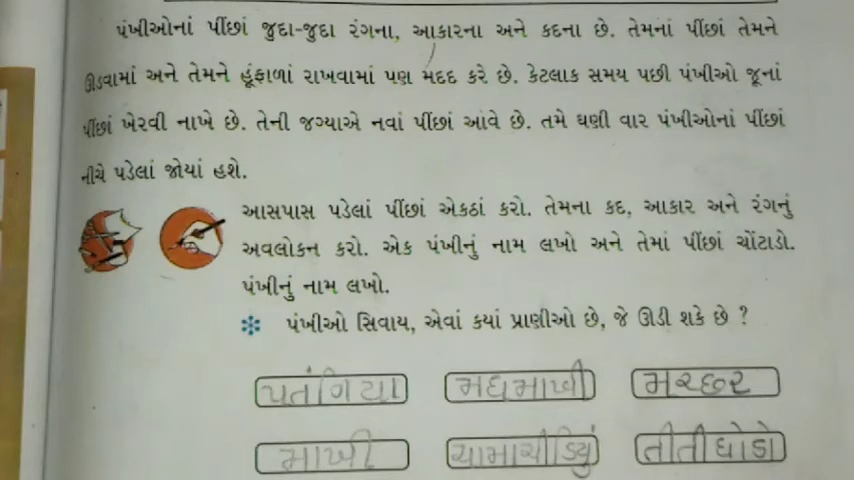 પંખીઓનાં પીંછાં જુદા-જુદા રંગના, આકારના અને કદના છે. તેમનાં પીંછાં તેમને
ઊડવામાં અને તેમને હૂંફાળાં રાખવામાં પણ મદદ કરે છે. કેટલાક સમય પછી પંખીઓ જૂનાં
પીંછાં ખેરવી નાખે છે. તેની જગ્યાએ નવાં પીંછાં આવે છે. તમે ઘણી વાર પંખીઓનાં પીંછાં
નીચે પડેલાં જોયાં હશે.
આસપાસ પડેલાં પીંછાં એકઠાં કરો. તેમના કદ, આકાર અને રંગનું
અવલોકન કરો. એક પંખીનું નામ લખો અને તેમાં પીંછાં ચોંટાડો.
પંખીનું નામ લખો.
પંખીઓ સિવાય, એવાં કયાં પ્રાણીઓ છે, જે ઊડી શકે છે ?
પતંગિયા મધમાખી મચ્છર
માખી ચામાચીડિયું તીતીઘોડો